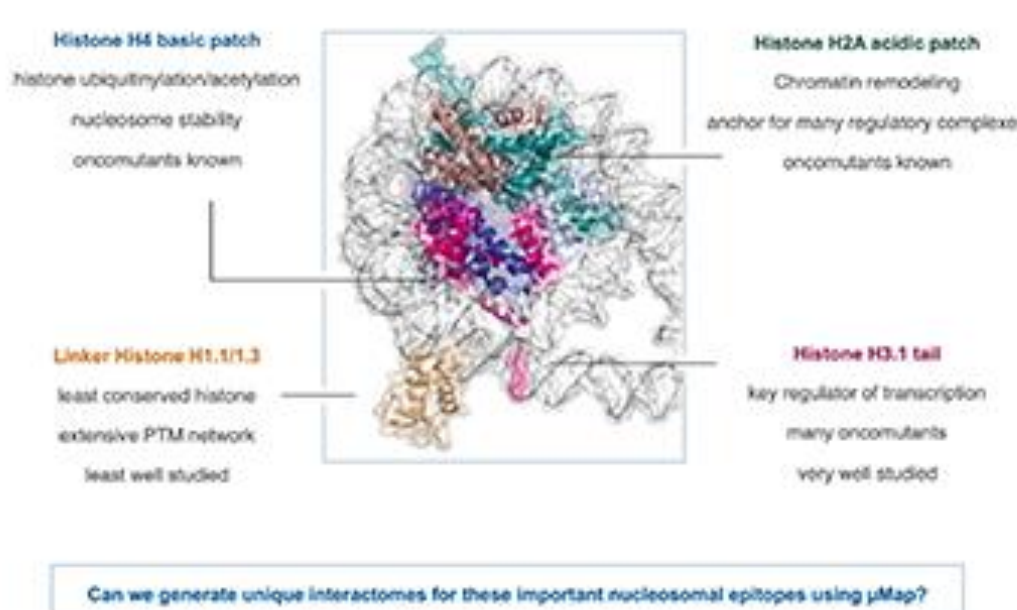 Histone H4 basic patch
histone ubiquitinylation/acetylation
nucleosome stability
oncomutants known
Histone H2A acidic patch
Chromatin remodeling
anchor for many regulatory complexe
oncomutants known
Linker Histone H1.1/1.3
least conserved histone
extensive PTM network
least well studied
Histone H3.1 tail
key regulator of transcription
many oncomutants
very well studied
Can we generate unique interactomes for these important nucleosomal epitopes using µMap?